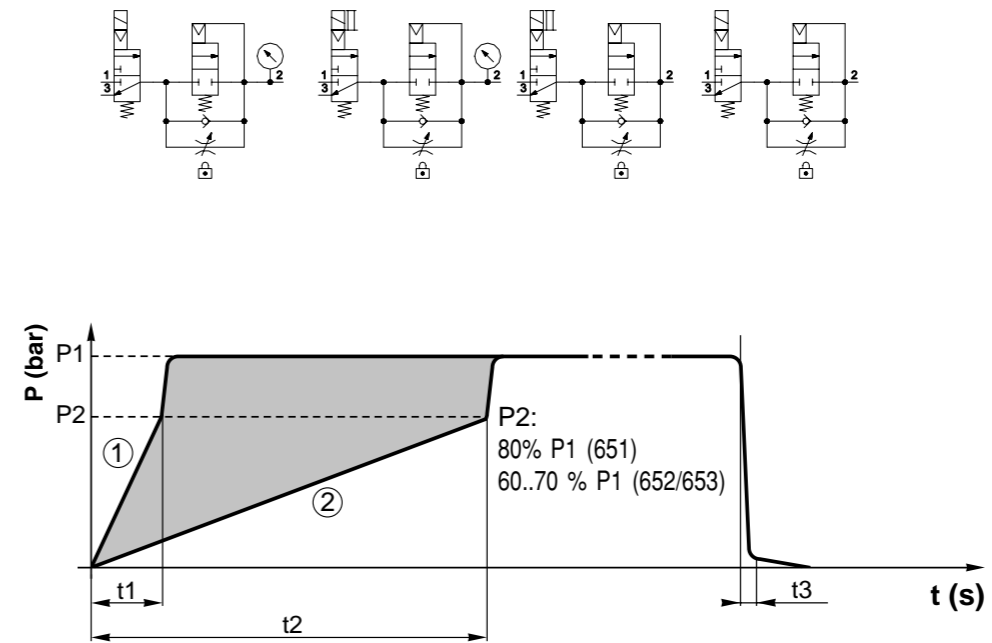 1 3 2
1 3 2
1 3 2
1 3 2
P (bar)
P1
P2
①
②
P2:
80% P1 (651)
60..70 % P1 (652/653)
t1
t2
t3
t (s)